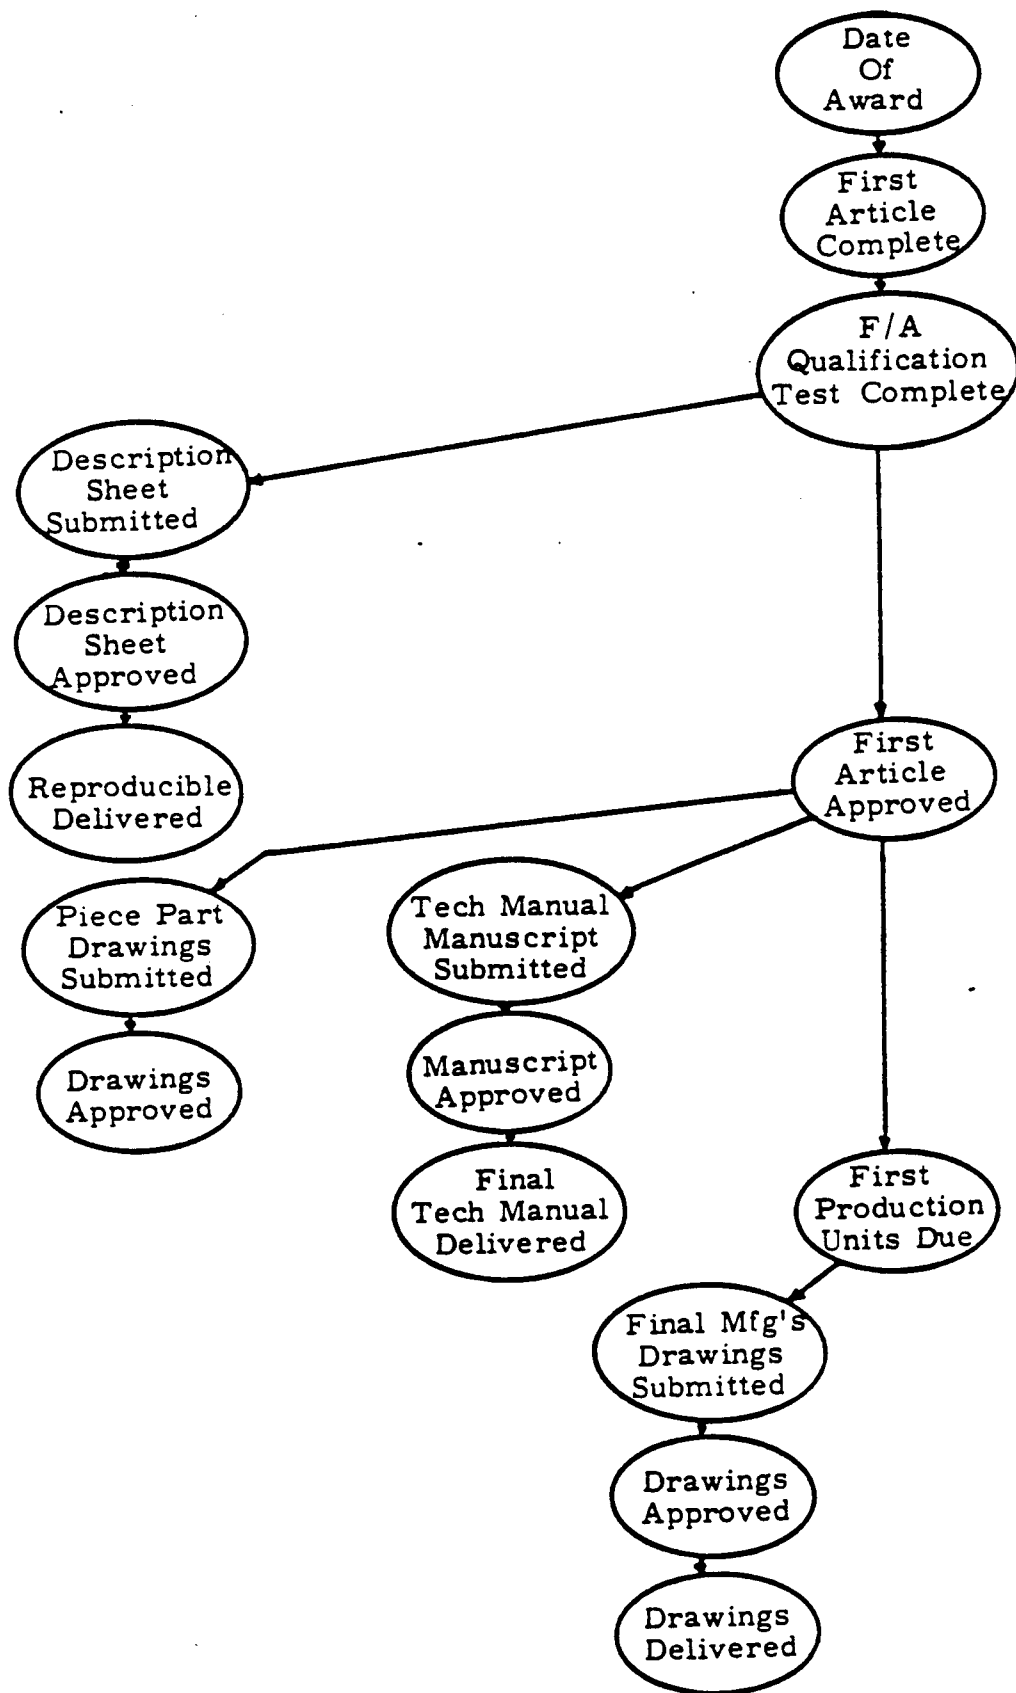 Date
Of
Award
First
Article
Complete
F/A
Qualification
Test Complete
Description
Sheet
Submitted
Description
Sheet
Approved
Reproducible
Delivered
First
Article
Approved
Piece Part
Drawings
Submitted
Drawings
Approved
Tech Manual
Manuscript
Submitted
Manuscript
Approved
Final
Tech Manual
Delivered
First
Production
Units Due
Final Mfg's
Drawings
Submitted
Drawings
Approved
Drawings
Delivered